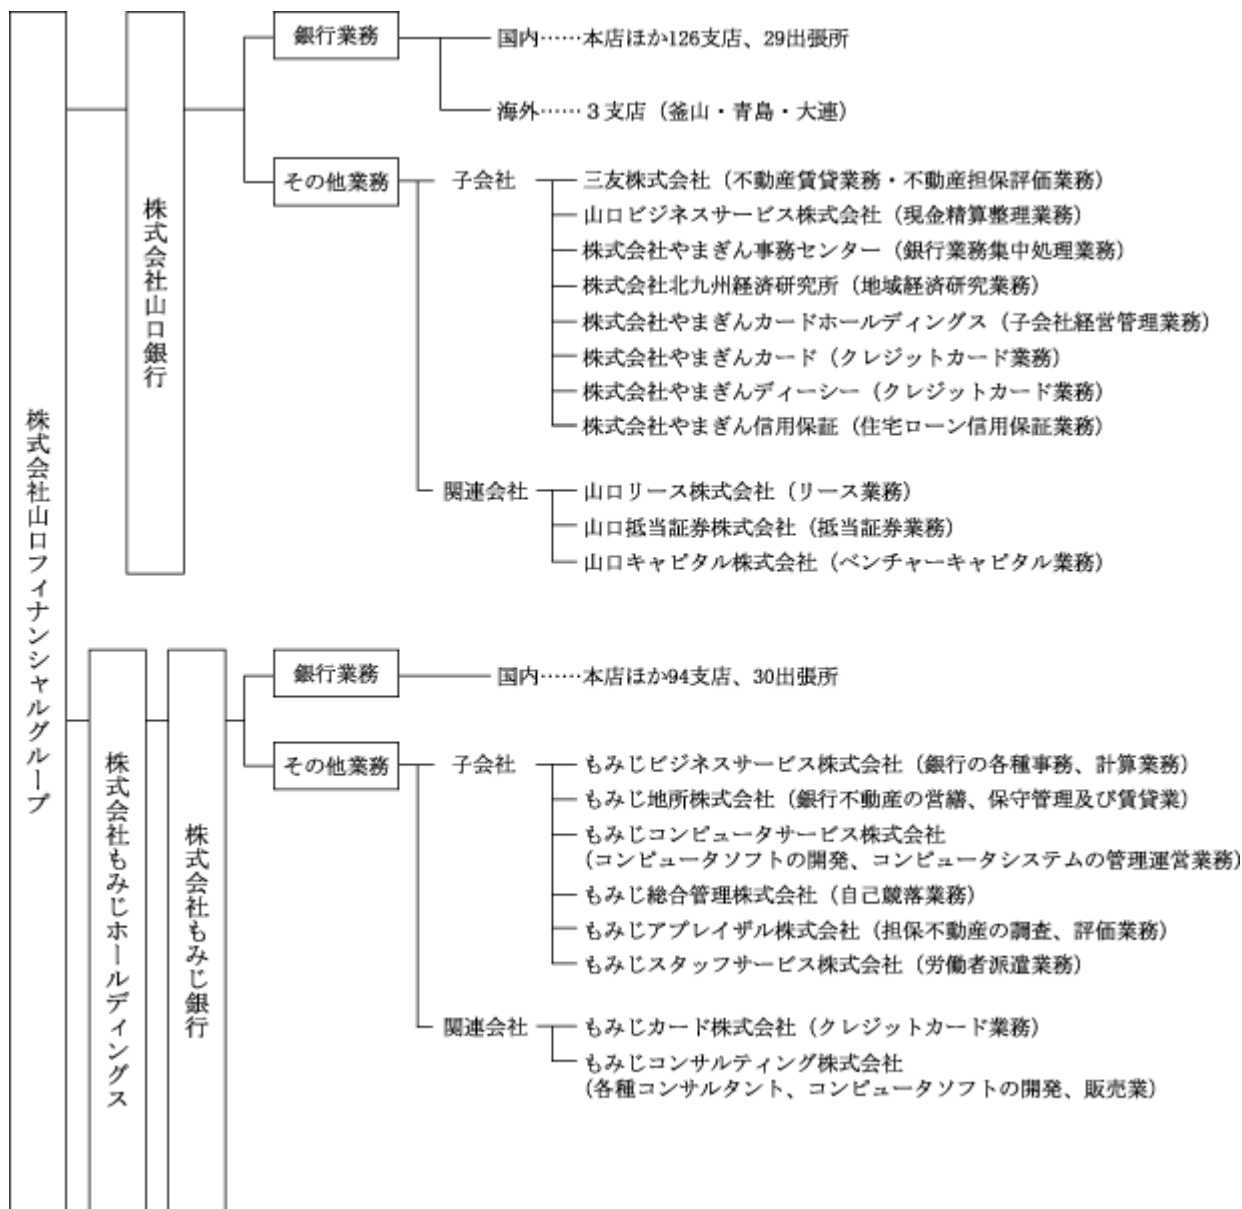 株式会社山口フィナンシャルグループ
株式会社山口銀行
銀行業務
国内……本店ほか126支店、29出張所
海外……3支店（釜山・青島・大連）
その他業務
子会社
三友株式会社（不動産賃貸業務・不動産担保評価業務）
山口ビジネスサービス株式会社（現金精算整理業務）
株式会社やまぎん事務センター（銀行業務集中処理業務）
株式会社北九州経済研究所（地域経済研究業務）
株式会社やまぎんカードホールディングス（子会社経営管理業務）
株式会社やまぎんカード（クレジットカード業務）
株式会社やまぎんディーシー（クレジットカード業務）
株式会社やまぎん信用保証（住宅ローン信用保証業務）
関連会社
山口リース株式会社（リース業務）
山口抵当証券株式会社（抵当証券業務）
山口キャピタル株式会社（ベンチャーキャピタル業務）
株式会社もみじホールディングス
株式会社もみじ銀行
銀行業務
国内……本店ほか94支店、30出張所
その他業務
子会社
もみじビジネスサービス株式会社（銀行の各種事務、計算業務）
もみじ地所株式会社（銀行不動産の営繕、保守管理及び賃貸業）
もみじコンピュータサービス株式会社
（コンピュータソフトの開発、コンピュータシステムの管理運営業務）
もみじ総合管理株式会社（自己競落業務）
もみじアプレイザル株式会社（担保不動産の調査、評価業務）
もみじスタッフサービス株式会社（労働者派遣業務）
関連会社
もみじカード株式会社（クレジットカード業務）
もみじコンサルティング株式会社
（各種コンサルタント、コンピュータソフトの開発、販売業）